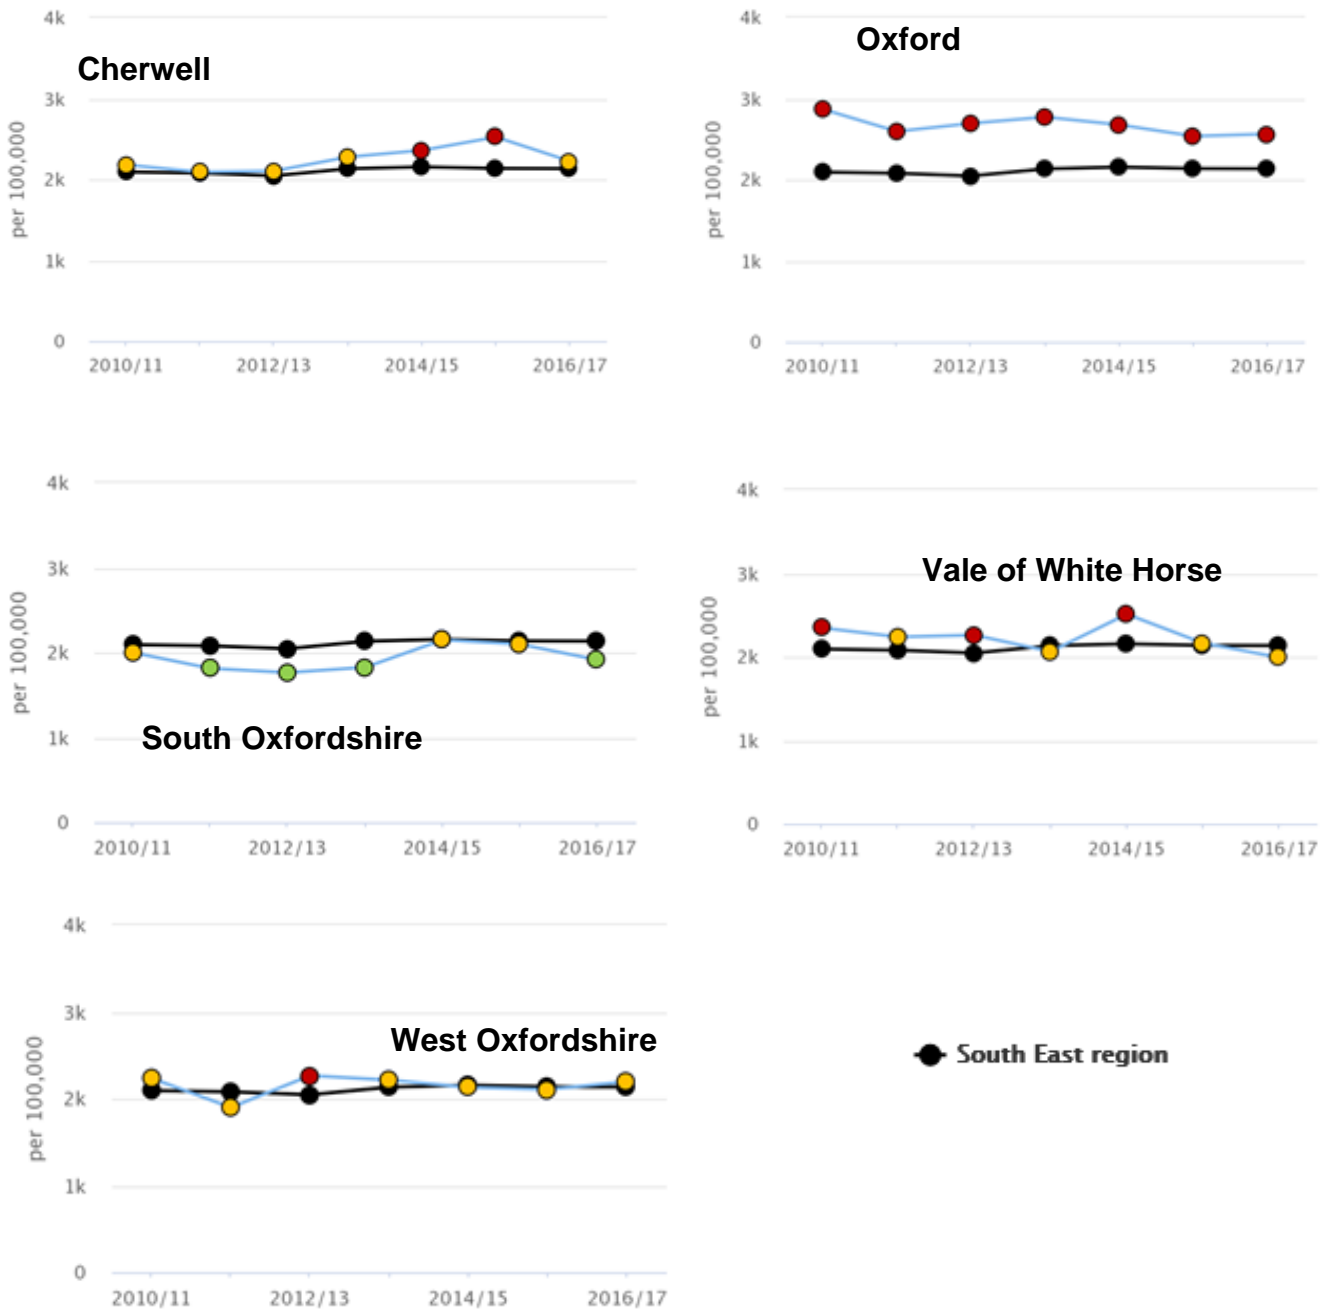 Cherwell
4k
3k
2k
1k
0
per 100,000
2010/11 2012/13 2014/15 2016/17
Oxford
4k
3k
2k
1k
0
per 100,000
2010/11 2012/13 2014/15 2016/17
4k
3k
2k
1k
0
per 100,000
South Oxfordshire
2010/11 2012/13 2014/15 2016/17
Vale of White Horse
4k
3k
2k
1k
0
per 100,000
2010/11 2012/13 2014/15 2016/17
West Oxfordshire
4k
3k
2k
1k
0
per 100,000
2010/11 2012/13 2014/15 2016/17
South East region